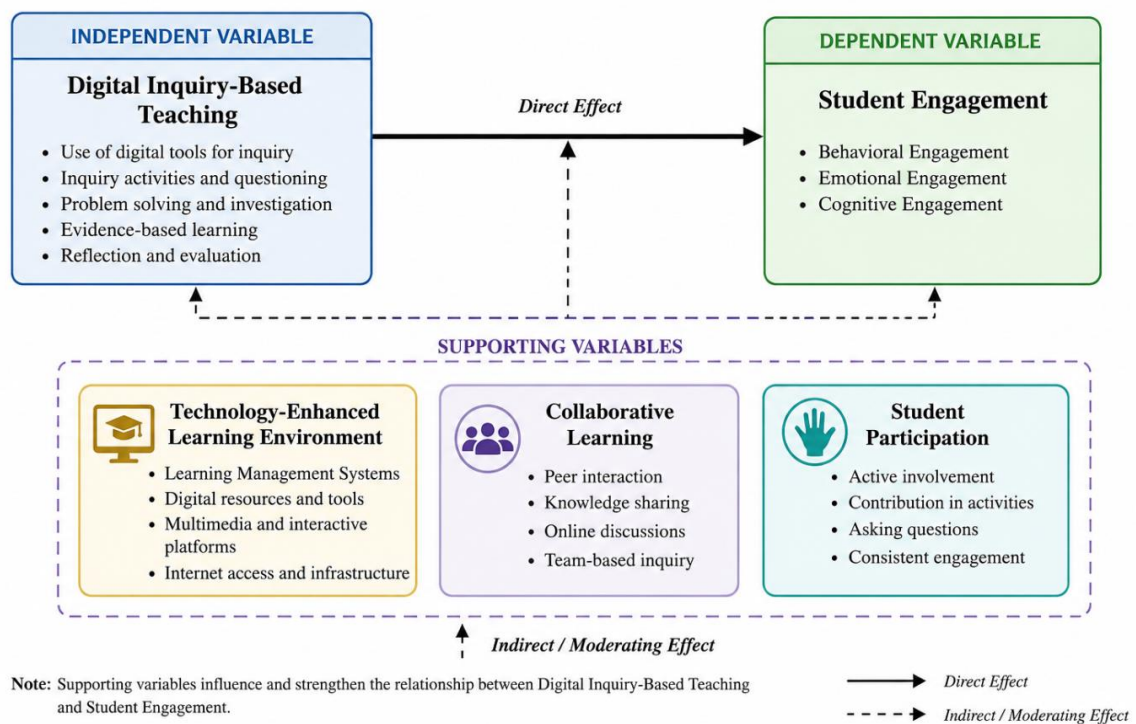 INDEPENDENT VARIABLE
Digital Inquiry-Based
Teaching
• Use of digital tools for inquiry
• Inquiry activities and questioning
• Problem solving and investigation
• Evidence-based learning
• Reflection and evaluation
Direct Effect
DEPENDENT VARIABLE
Student Engagement
• Behavioral Engagement
• Emotional Engagement
• Cognitive Engagement
SUPPORTING VARIABLES
Technology-Enhanced
Learning Environment
• Learning Management Systems
• Digital resources and tools
• Multimedia and interactive
platforms
• Internet access and infrastructure
Collaborative
Learning
• Peer interaction
• Knowledge sharing
• Online discussions
• Team-based inquiry
Student
Participation
• Active involvement
• Contribution in activities
• Asking questions
• Consistent engagement
Indirect / Moderating Effect
Note: Supporting variables influence and strengthen the relationship between Digital Inquiry-Based Teaching
and Student Engagement.
Direct Effect
Indirect / Moderating Effect